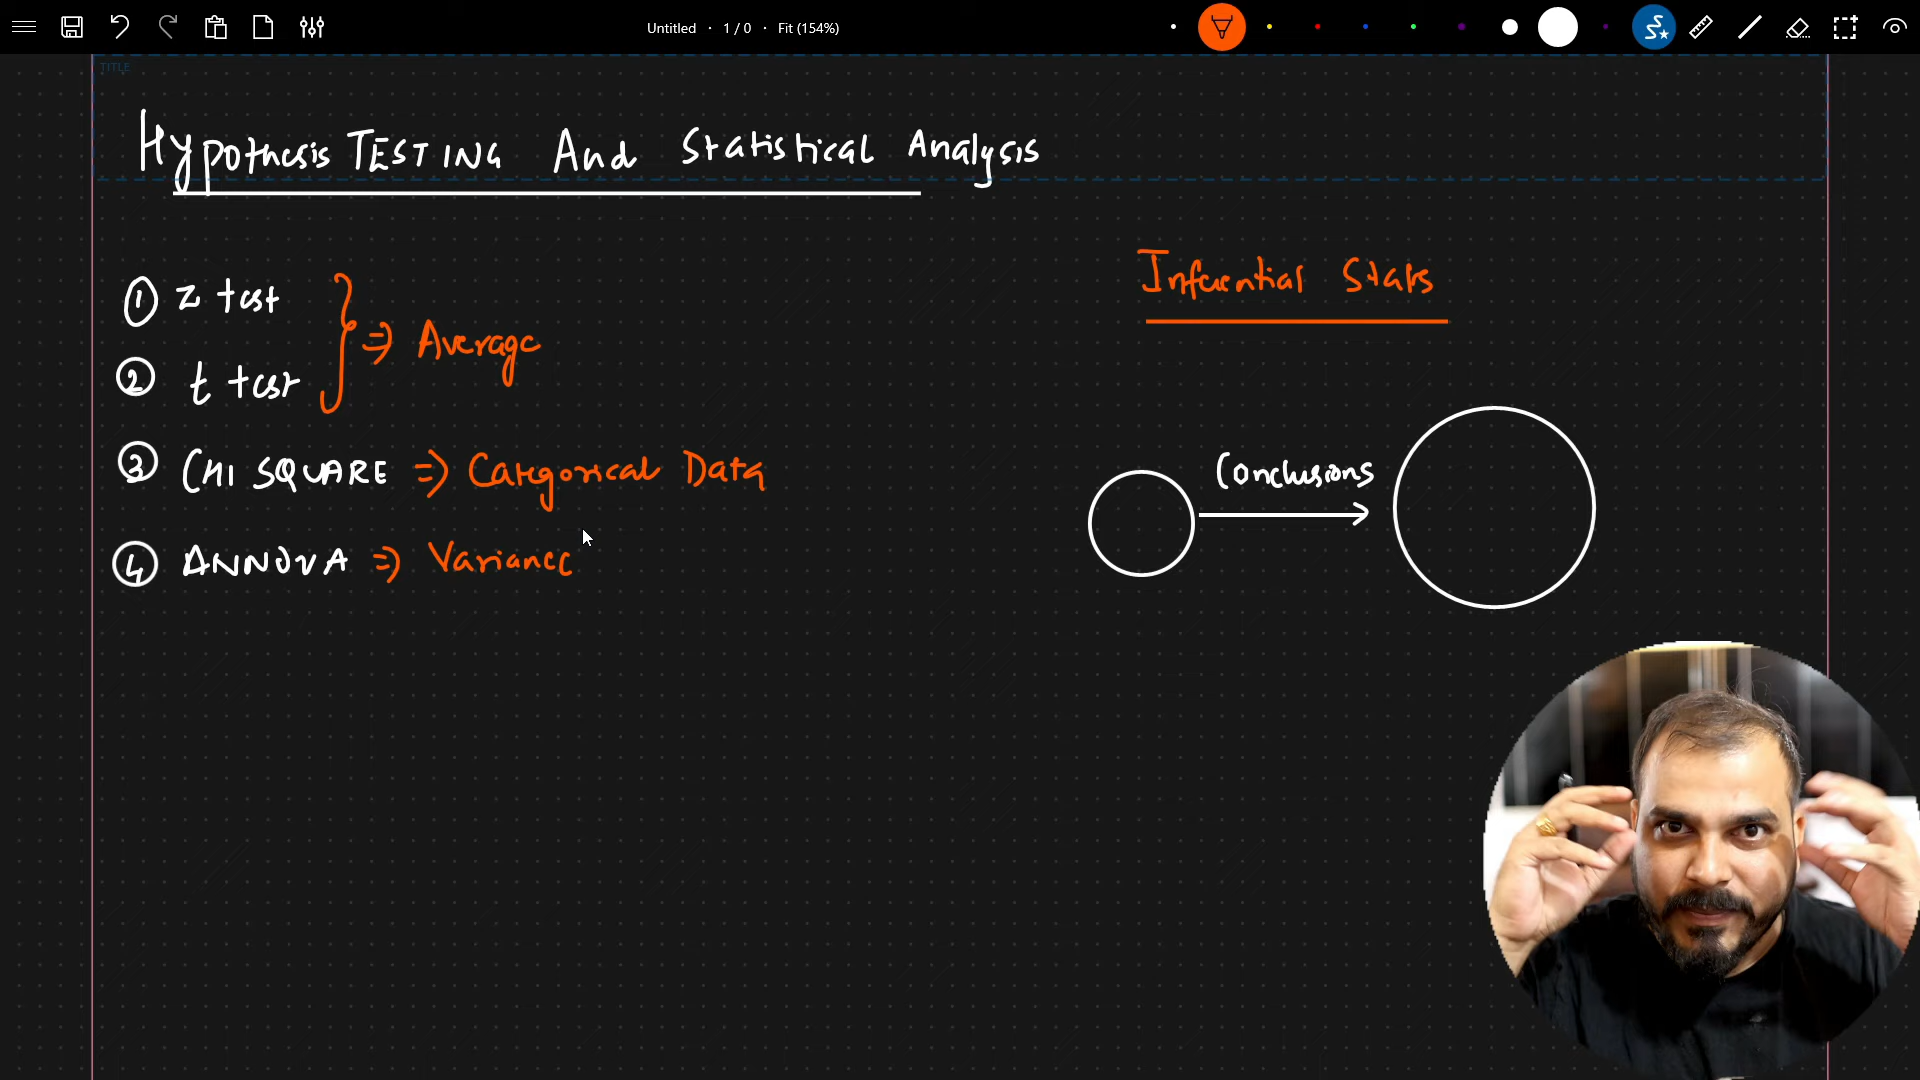 Untitled · 1 / 0 · Fit (154%)
TITLE
Hypothesis TESTING And Statistical Analysis
① z test
② t test
⇒ Average
③ CHI SQUARE ⇒ Categorical Data
④ ANNOVA ⇒ Variance
Inferential Stats
Conclusions